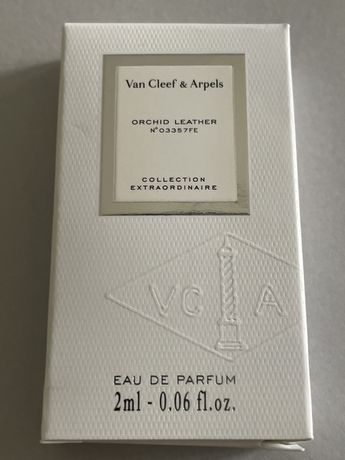 Van Cleef & Arpels
ORCHID LEATHER
N°03357FE
COLLECTION
EXTRAORDINAIRE
VC A
EAU DE PARFUM
2ml - 0.06 fl.oz.